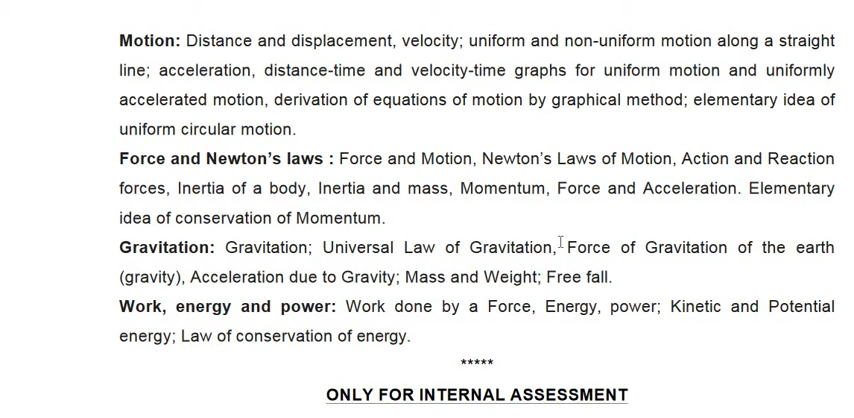 Motion: Distance and displacement, velocity; uniform and non-uniform motion along a straight
line; acceleration, distance-time and velocity-time graphs for uniform motion and uniformly
accelerated motion, derivation of equations of motion by graphical method; elementary idea of
uniform circular motion.
Force and Newton’s laws : Force and Motion, Newton’s Laws of Motion, Action and Reaction
forces, Inertia of a body, Inertia and mass, Momentum, Force and Acceleration. Elementary
idea of conservation of Momentum.
Gravitation: Gravitation; Universal Law of Gravitation, Force of Gravitation of the earth
(gravity), Acceleration due to Gravity; Mass and Weight; Free fall.
Work, energy and power: Work done by a Force, Energy, power; Kinetic and Potential
energy; Law of conservation of energy.
*****
ONLY FOR INTERNAL ASSESSMENT